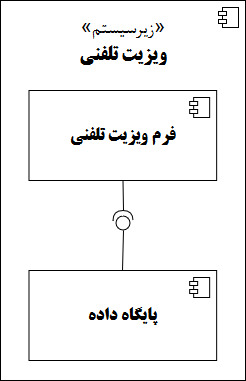 «زیرسیستم»
ویزیت تلفنی
فرم ویزیت تلفنی
پایگاه داده